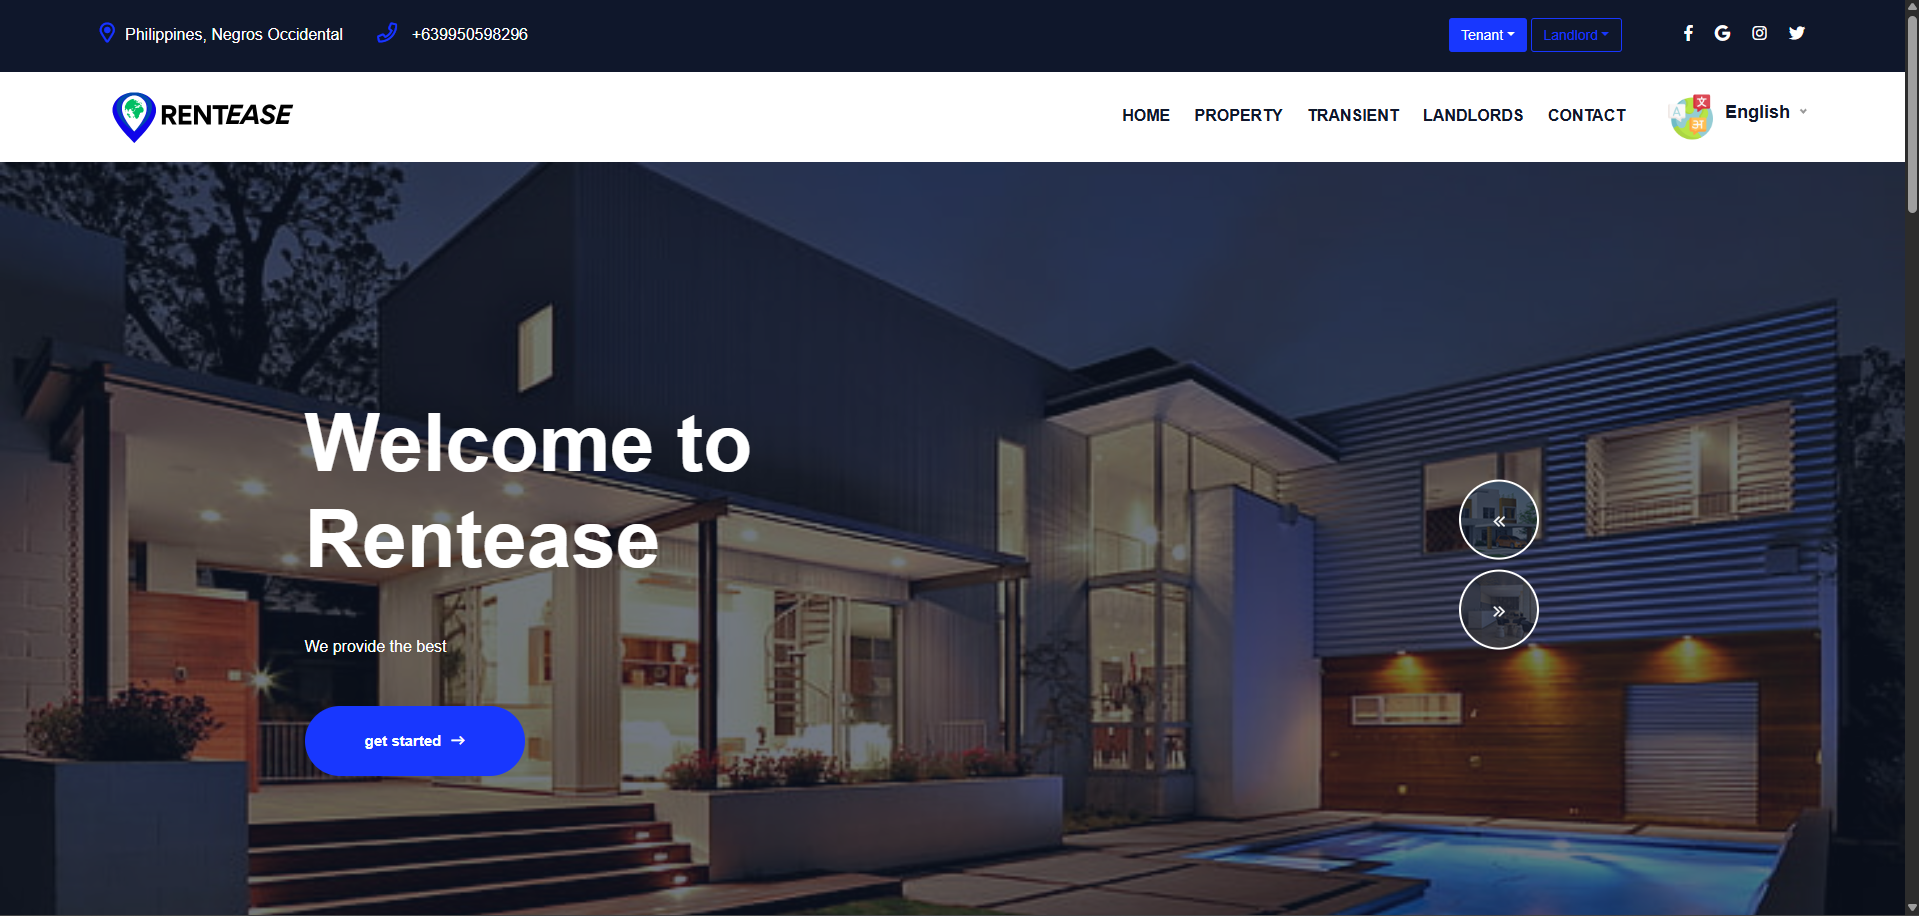 Philippines, Negros Occidental
+639950598296
Tenant
Landlord
RENTEASE
HOME
PROPERTY
TRANSIENT
LANDLORDS
CONTACT
A
文
अ
English
Welcome to
Rentease
We provide the best
get started →
«
»